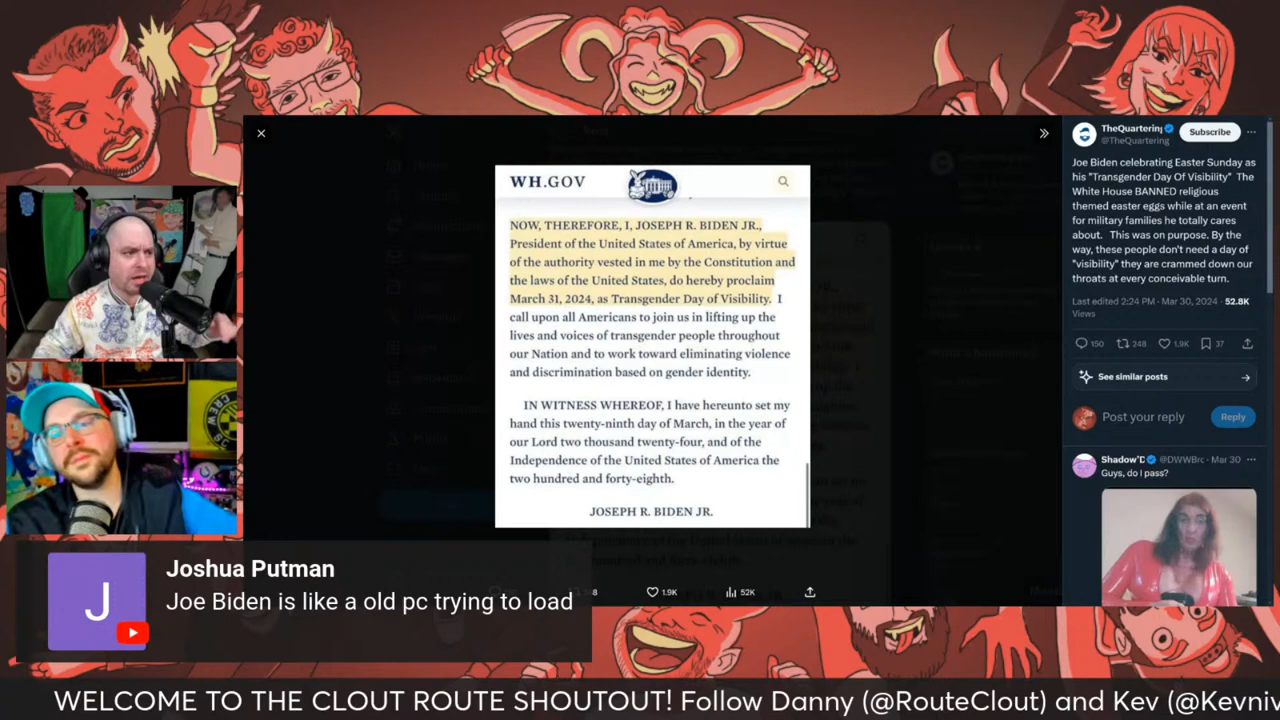 WH.GOV
NOW, THEREFORE, I, JOSEPH R. BIDEN JR.,
President of the United States of America, by virtue
of the authority vested in me by the Constitution and
the laws of the United States, do hereby proclaim
March 31, 2024, as Transgender Day of Visibility. I
call upon all Americans to join us in lifting up the
lives and voices of transgender people throughout
our Nation and to work toward eliminating violence
and discrimination based on gender identity.
IN WITNESS WHEREOF, I have hereunto set my
hand this twenty-ninth day of March, in the year of
our Lord two thousand twenty-four, and of the
Independence of the United States of America the
two hundred and forty-eighth.
JOSEPH R. BIDEN JR.
1.9K
52K
TheQuartering
@TheQuartering
Subscribe
Joe Biden celebrating Easter Sunday as
his "Transgender Day Of Visibility" The
White House BANNED religious
themed easter eggs while at an event
for military families he totally cares
about. This was on purpose. By the
way, these people don't need a day of
"visibility" they are crammed down our
throats at every conceivable turn.
Last edited 2:24 PM · Mar 30, 2024 · 52.8K
Views
150 248 1.9K 37
See similar posts
Post your reply
Reply
Shadow'D @DWWBrc · Mar 30
Guys, do I pass?
J
Joshua Putman
Joe Biden is like a old pc trying to load
WELCOME TO THE CLOUT ROUTE SHOUTOUT! Follow Danny (@RouteClout) and Kev (@Kevniv